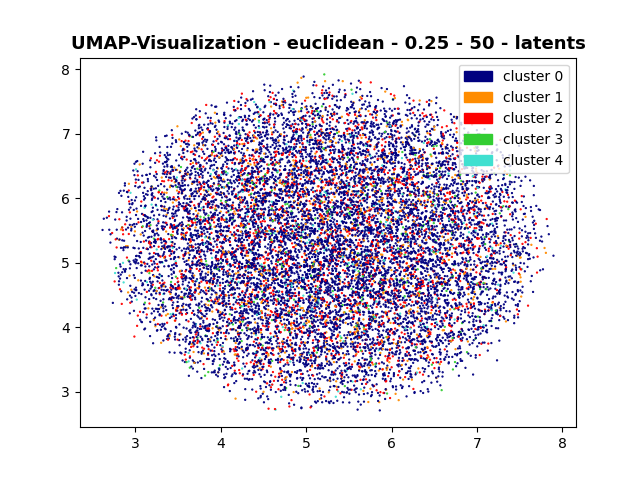 UMAP-Visualization - euclidean - 0.25 - 50 - latents
cluster 0
cluster 1
cluster 2
cluster 3
cluster 4
8
7
6
5
4
3
3 4 5 6 7 8